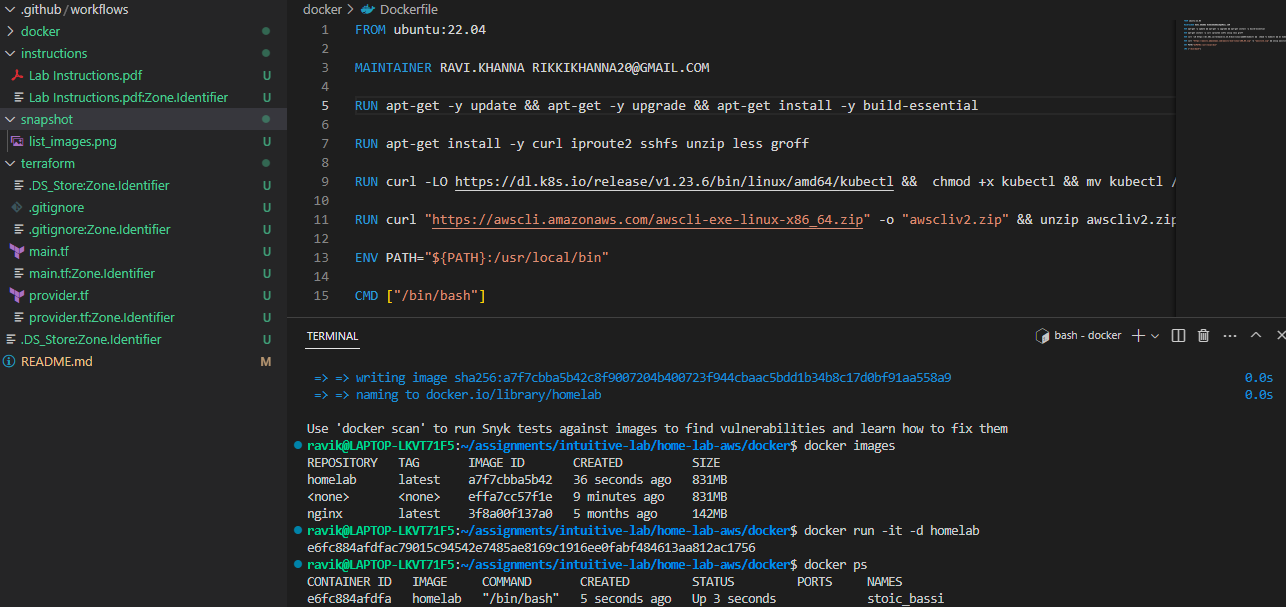 .github/workflows
docker
instructions
Lab Instructions.pdf U
Lab Instructions.pdf:Zone.Identifier U
snapshot
list_images.png U
terraform
.DS_Store:Zone.Identifier U
.gitignore U
.gitignore:Zone.Identifier U
main.tf U
main.tf:Zone.Identifier U
provider.tf U
provider.tf:Zone.Identifier U
.DS_Store:Zone.Identifier U
README.md M
docker > Dockerfile
1 FROM ubuntu:22.04
2
3 MAINTAINER RAVI.KHANNA RIKKIKHANNA20@GMAIL.COM
4
5 RUN apt-get -y update && apt-get -y upgrade && apt-get install -y build-essential
6
7 RUN apt-get install -y curl iproute2 sshfs unzip less groff
8
9 RUN curl -LO https://dl.k8s.io/release/v1.23.6/bin/linux/amd64/kubectl &&  chmod +x kubectl && mv kubectl /
10
11 RUN curl "https://awscli.amazonaws.com/awscli-exe-linux-x86_64.zip" -o "awscliv2.zip" && unzip awscliv2.zip
12
13 ENV PATH="${PATH}:/usr/local/bin"
14
15 CMD ["/bin/bash"]
TERMINAL bash - docker
=> => writing image sha256:a7f7cbba5b42c8f9007204b400723f944cbaac5bdd1b34b8c17d0bf91aa558a9 0.0s
=> => naming to docker.io/library/homelab 0.0s
Use 'docker scan' to run Snyk tests against images to find vulnerabilities and learn how to fix them
ravik@LAPTOP-LKVT71F5:~/assignments/intuitive-lab/home-lab-aws/docker$ docker images
REPOSITORY TAG IMAGE ID CREATED SIZE
homelab latest a7f7cbba5b42 36 seconds ago 831MB
<none> <none> effa7cc57f1e 9 minutes ago 831MB
nginx latest 3f8a00f137a0 5 months ago 142MB
ravik@LAPTOP-LKVT71F5:~/assignments/intuitive-lab/home-lab-aws/docker$ docker run -it -d homelab
e6fc884afdfac79015c94542e7485ae8169c1916ee0fabf484613aa812ac1756
ravik@LAPTOP-LKVT71F5:~/assignments/intuitive-lab/home-lab-aws/docker$ docker ps
CONTAINER ID IMAGE COMMAND CREATED STATUS PORTS NAMES
e6fc884afdfa homelab "/bin/bash" 5 seconds ago Up 3 seconds stoic_bassi